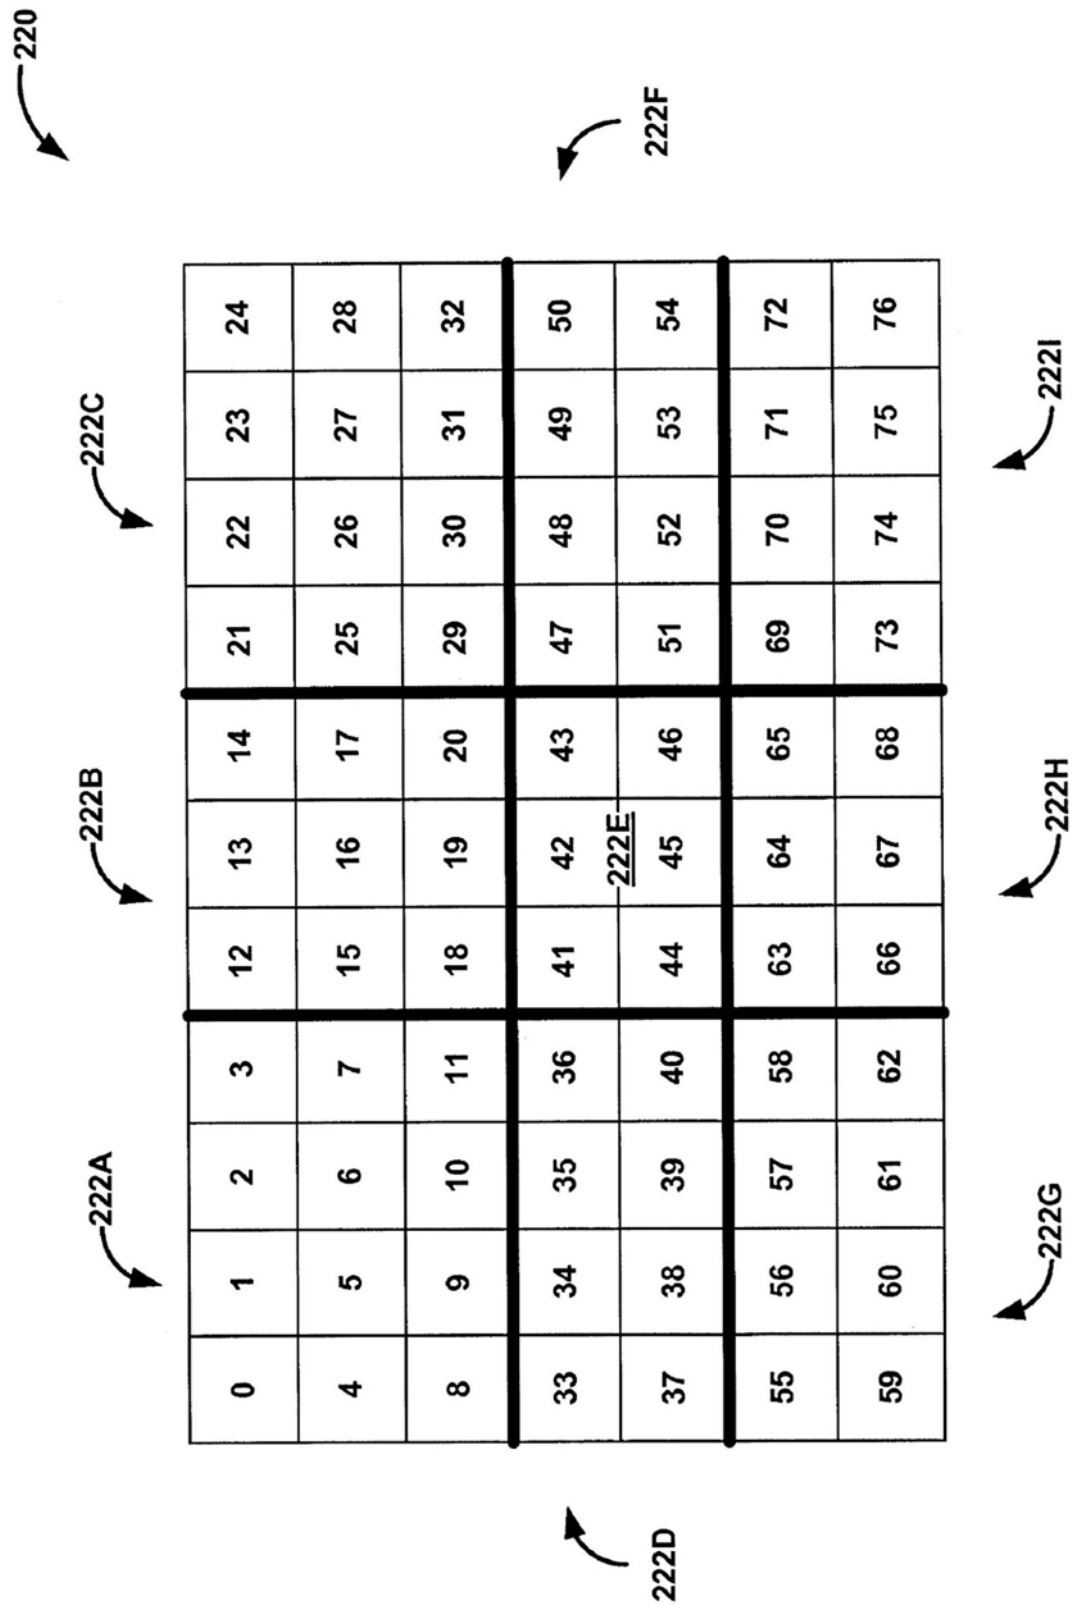 220
222A
222B
222C
0 1 2 3 12 13 14 21 22 23 24
4 5 6 7 15 16 17 25 26 27 28
8 9 10 11 18 19 20 29 30 31 32
222D
33 34 35 36 41 42 43 47 48 49 50
222E
222F
37 38 39 40 44 45 46 51 52 53 54
55 56 57 58 63 64 65 69 70 71 72
59 60 61 62 66 67 68 73 74 75 76
222G
222H
222I